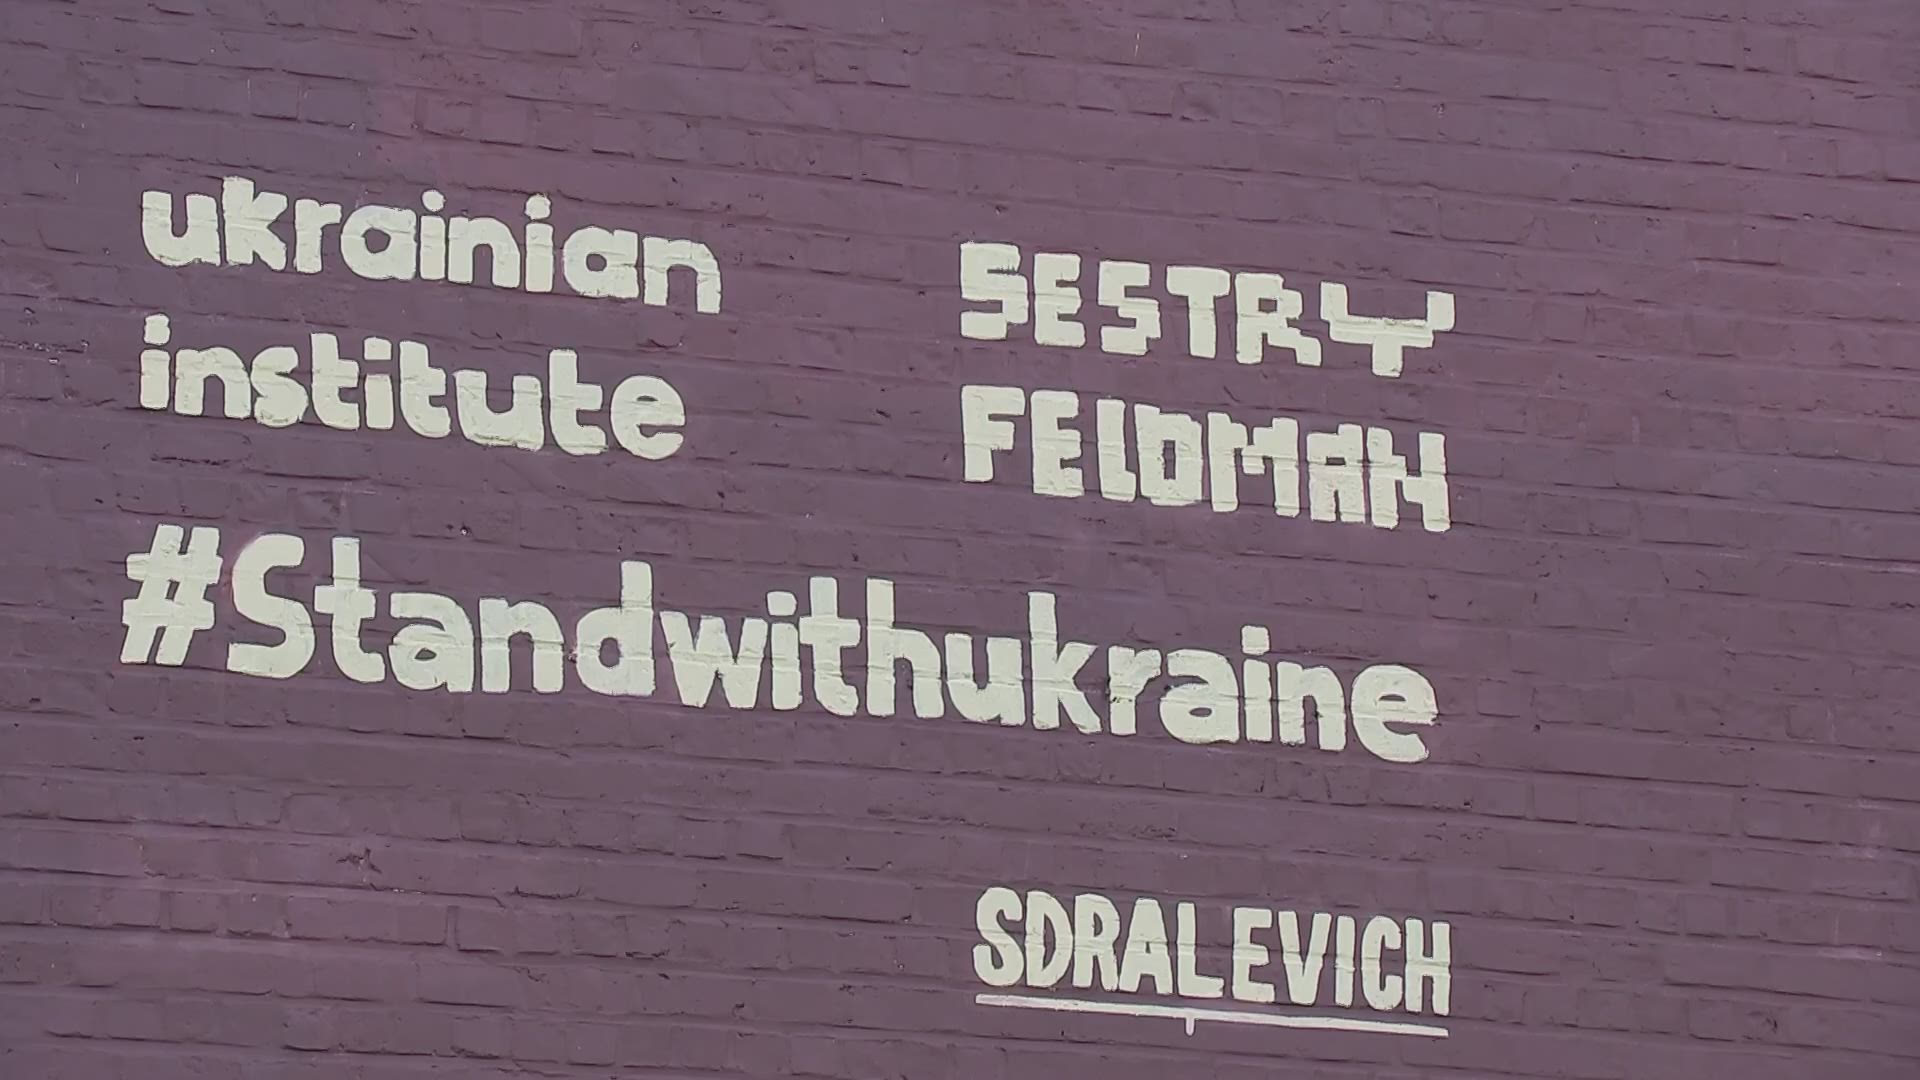 ukrainian
institute
SESTRY
FELDMAN
#Standwithukraine
SDRALEVICH